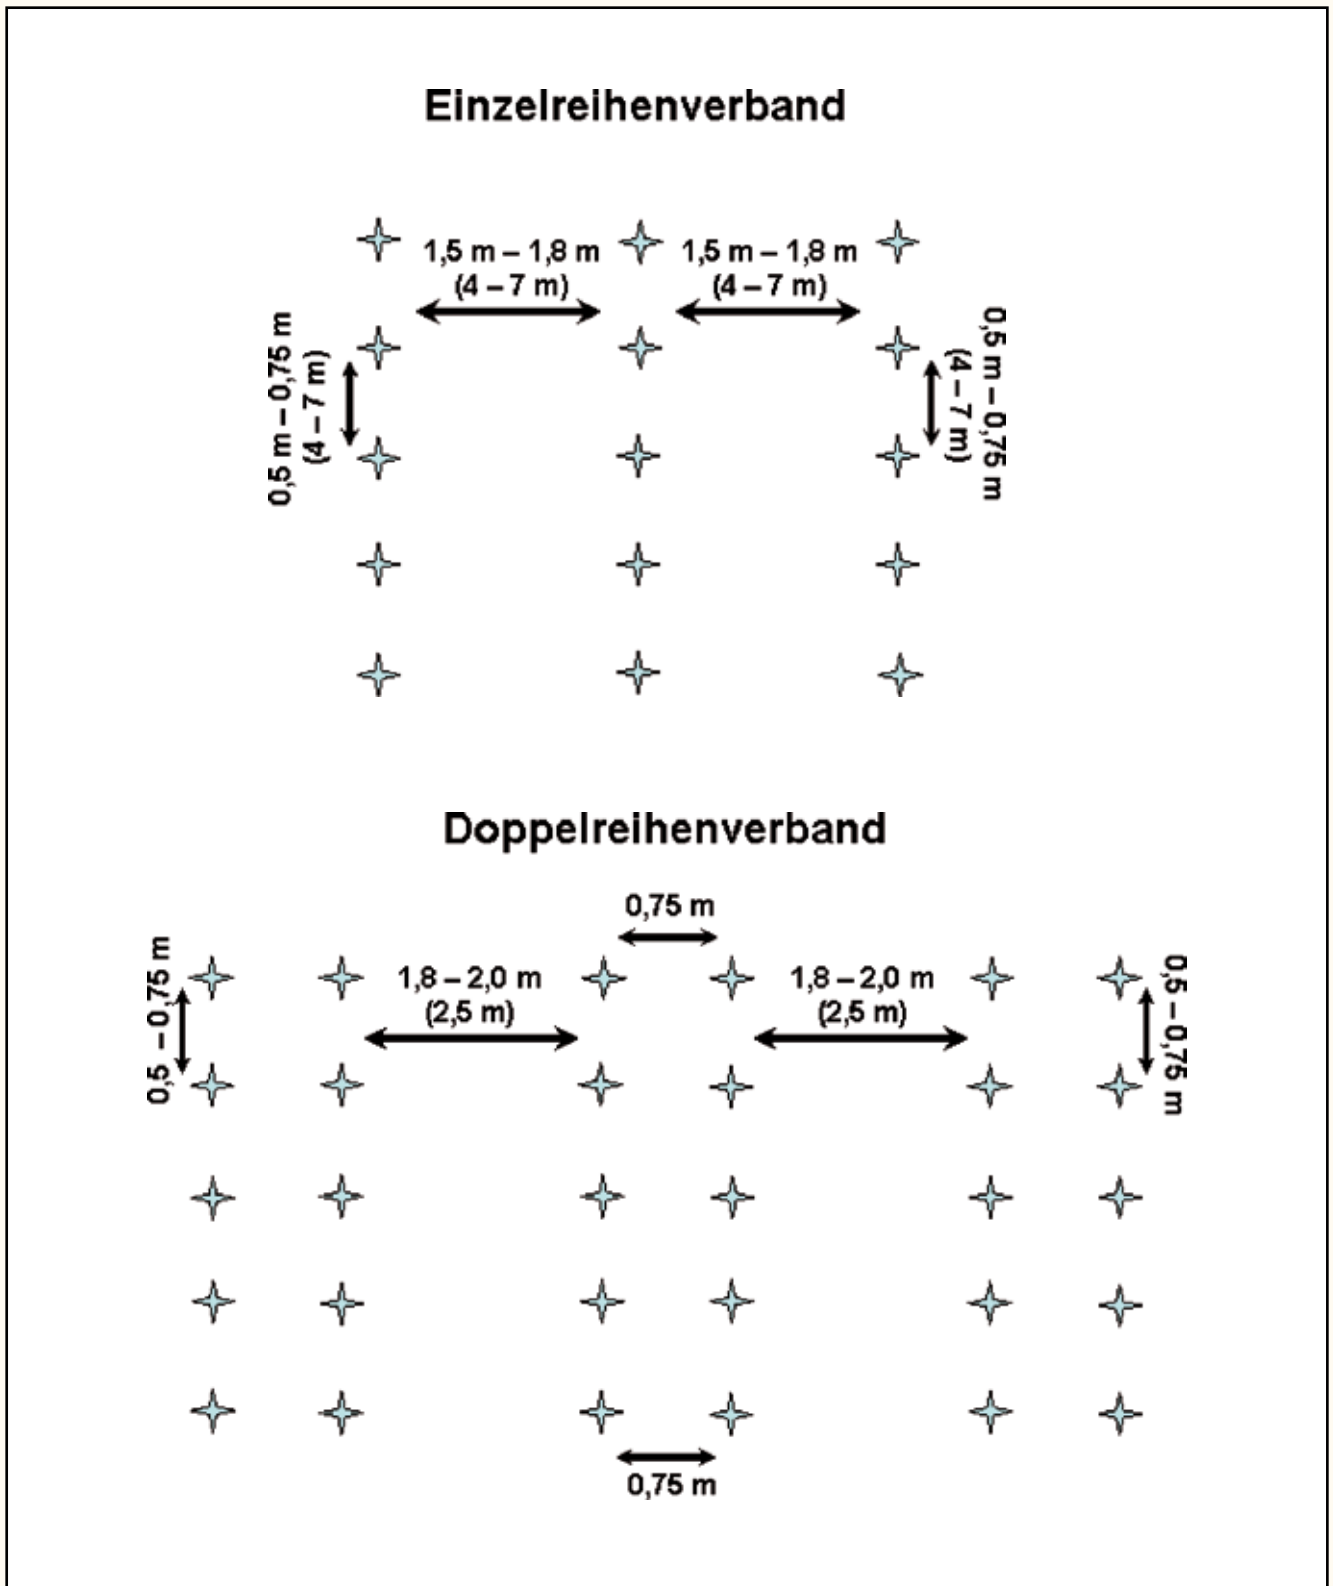 Einzelreihenverband
1,5 m – 1,8 m
(4 – 7 m)
1,5 m – 1,8 m
(4 – 7 m)
0,5 m – 0,75 m
(4 – 7 m)
0,5 m – 0,75 m
(4 – 7 m)
Doppelreihenverband
0,75 m
0,5 – 0,75 m
1,8 – 2,0 m
(2,5 m)
1,8 – 2,0 m
(2,5 m)
0,5 – 0,75 m
0,75 m